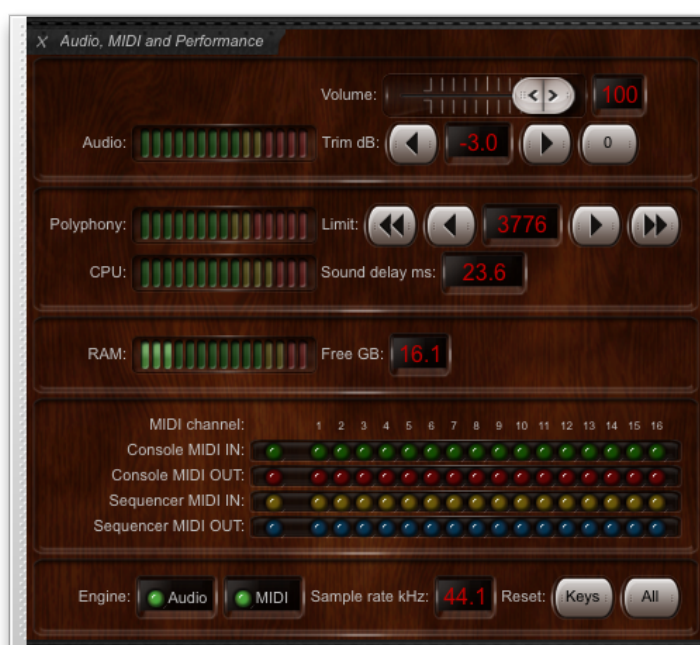 X Audio, MIDI and Performance
Volume: < > 100
Audio: Trim dB: -3.0 0
Polyphony: Limit: 3776
CPU: Sound delay ms: 23.6
RAM: Free GB: 16.1
MIDI channel: 1 2 3 4 5 6 7 8 9 10 11 12 13 14 15 16
Console MIDI IN:
Console MIDI OUT:
Sequencer MIDI IN:
Sequencer MIDI OUT:
Engine: Audio MIDI Sample rate kHz: 44.1 Reset: Keys All